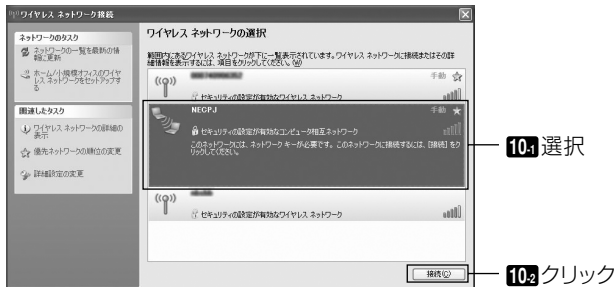 ワイヤレス ネットワーク接続
ネットワークのタスク
ネットワークの一覧を最新の情
報に更新
ホーム/小規模オフィスのワイヤ
レス ネットワークをセットアップす
る
関連したタスク
ワイヤレス ネットワークの詳細の
表示
優先ネットワークの順位の変更
詳細設定の変更
ワイヤレス ネットワークの選択
範囲内にあるワイヤレス ネットワークが下に一覧表示されています。ワイヤレス ネットワークに接続またはその詳
細情報を表示するには、項目をクリックしてください。(W)
手動
セキュリティの設定が有効なワイヤレス ネットワーク
NECPJ
手動
セキュリティの設定が有効なコンピュータ相互ネットワーク
このネットワークには、ネットワーク キーが必要です。このネットワークに接続するには、[接続] をク
リックしてください。
セキュリティの設定が有効なワイヤレス ネットワーク
接続(C)
10-1 選択
10-2 クリック